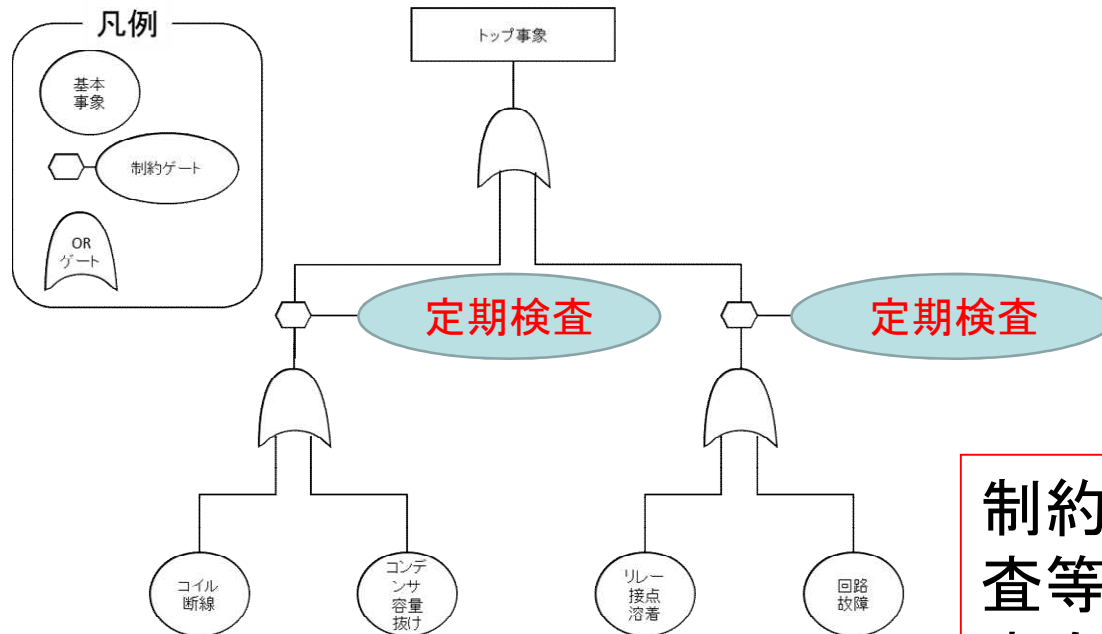 凡例
基本
事象
制約ゲート
OR
ゲート
トップ事象
定期検査
定期検査
コイル
断線
コンデ
ンサ
容量
抜け
リレー
接点
溶着
回路
故障
制約
査等